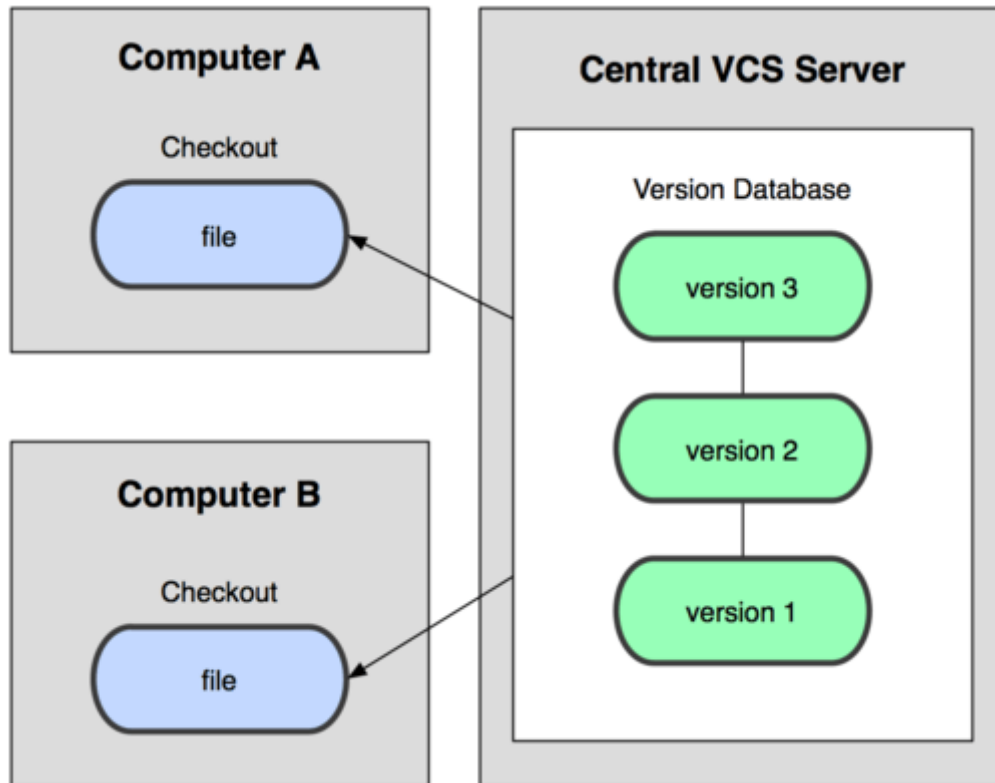 Computer A
Checkout
file
Computer B
Checkout
file
Central VCS Server
Version Database
version 3
version 2
version 1